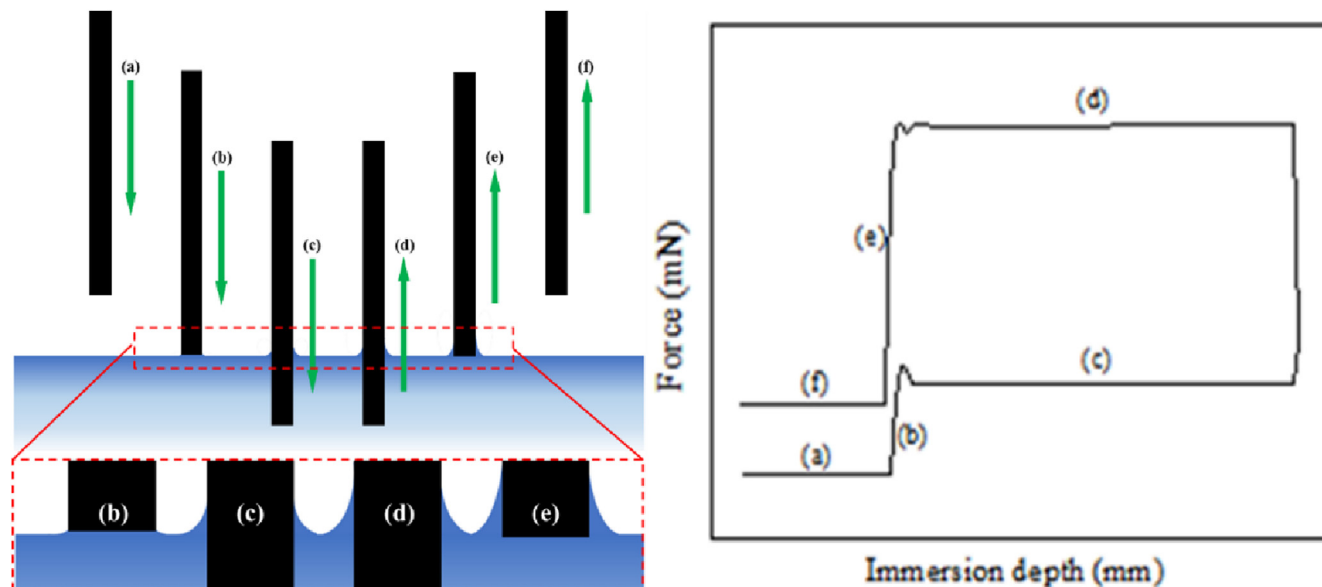 (a)
(f)
(b)
(e)
(c)
(d)
(b)
(c)
(d)
(e)
Force (mN)
(d)
(e)
(f)
(c)
(b)
(a)
Immersion depth (mm)